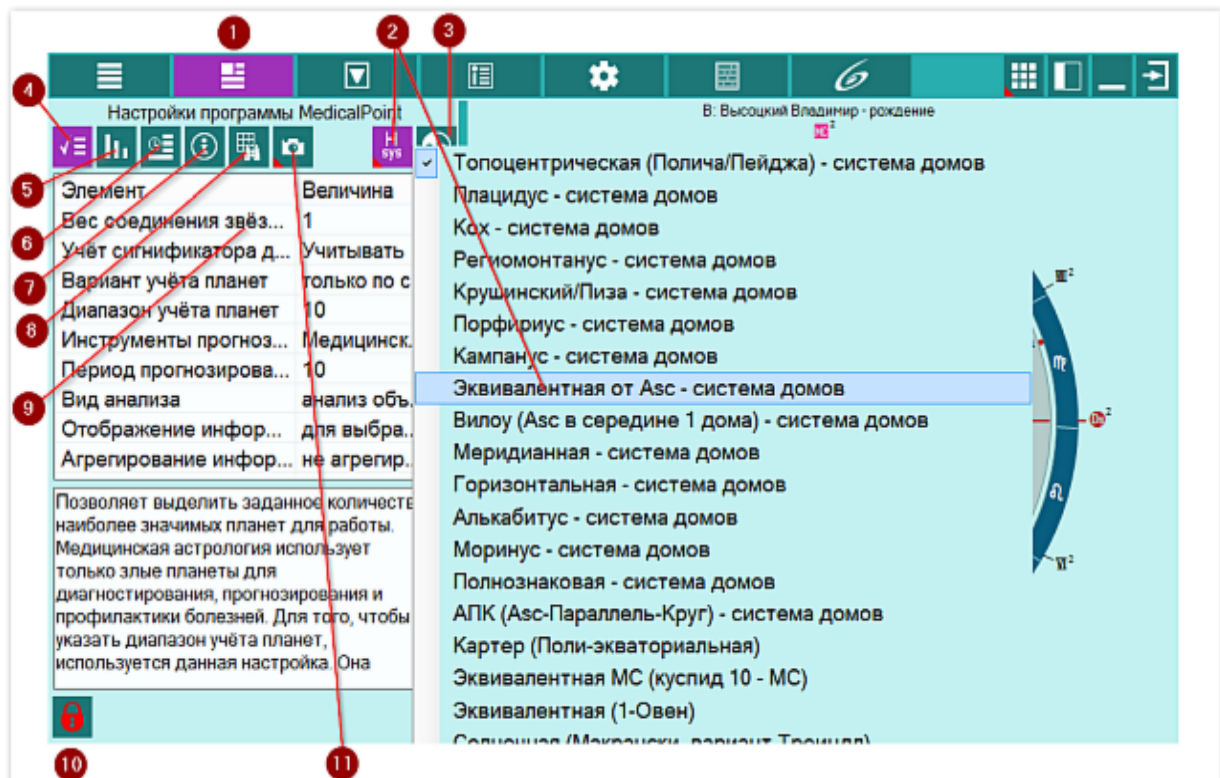 1 2 3
4 Настройки программы MedicalPoint
В: Высоцкий Владимир - рождение
MC²
H sys
5 Элемент Величина
Вес соединения звёз... 1
6 Учёт сигнификатора д... Учитывать
7 Вариант учёта планет только по с
8 Диапазон учёта планет 10
Инструменты прогноз... Медицинск.
Период прогнозирова... 10
9 Вид анализа анализ объ.
Отображение инфор... для выбра..
Агрегирование инфор... не агрегир..
Позволяет выделить заданное количеств
наиболее значимых планет для работы.
Медицинская астрология использует
только злые планеты для
диагностирования, прогнозирования и
профилактики болезней. Для того, чтобы
указать диапазон учёта планет,
используется данная настройка. Она
10 11
Топоцентрическая (Полича/Пейджа) - система домов
Плацидус - система домов
Кох - система домов
Региомонтанус - система домов
Крушинский/Пиза - система домов
Порфириус - система домов
Кампанус - система домов
Эквивалентная от Asc - система домов
Вилоу (Asc в середине 1 дома) - система домов
Меридианная - система домов
Горизонтальная - система домов
Алькабитус - система домов
Моринус - система домов
Полнознаковая - система домов
АПК (Asc-Параллель-Круг) - система домов
Картер (Поли-экваториальная)
Эквивалентная МС (куспид 10 - МС)
Эквивалентная (1-Овен)
Солнечная (Макрански, вариант Трейндл)
VIII²
Ds²
VI²